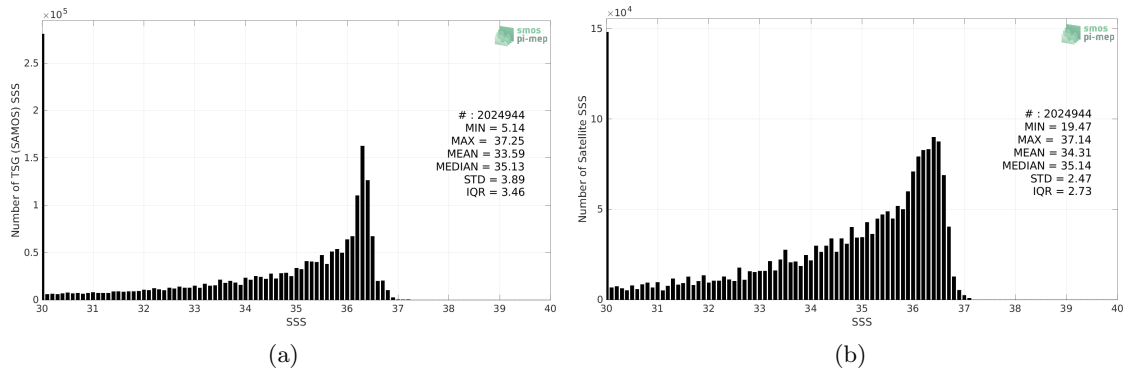 ×10⁵
2.5
2
1.5
1
0.5
0
30 31 32 33 34 35 36 37 38 39 40
SSS
Number of TSG (SAMOS) SSS
smos
pi-mep
# : 2024944
MIN = 5.14
MAX = 37.25
MEAN = 33.59
MEDIAN = 35.13
STD = 3.89
IQR = 3.46
(a)
×10⁴
15
10
5
0
30 31 32 33 34 35 36 37 38 39 40
SSS
Number of Satellite SSS
smos
pi-mep
# : 2024944
MIN = 19.47
MAX = 37.14
MEAN = 34.31
MEDIAN = 35.14
STD = 2.47
IQR = 2.73
(b)